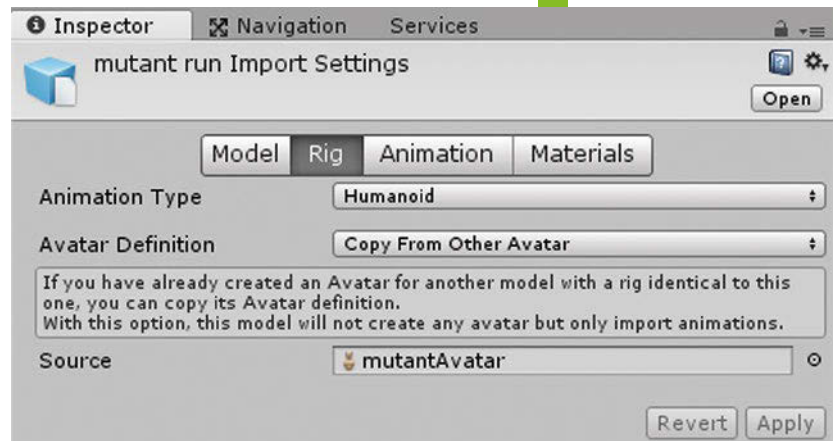 Inspector Navigation Services
mutant run Import Settings
Open
Model Rig Animation Materials
Animation Type Humanoid
Avatar Definition Copy From Other Avatar
If you have already created an Avatar for another model with a rig identical to this
one, you can copy its Avatar definition.
With this option, this model will not create any avatar but only import animations.
Source mutantAvatar
Revert Apply